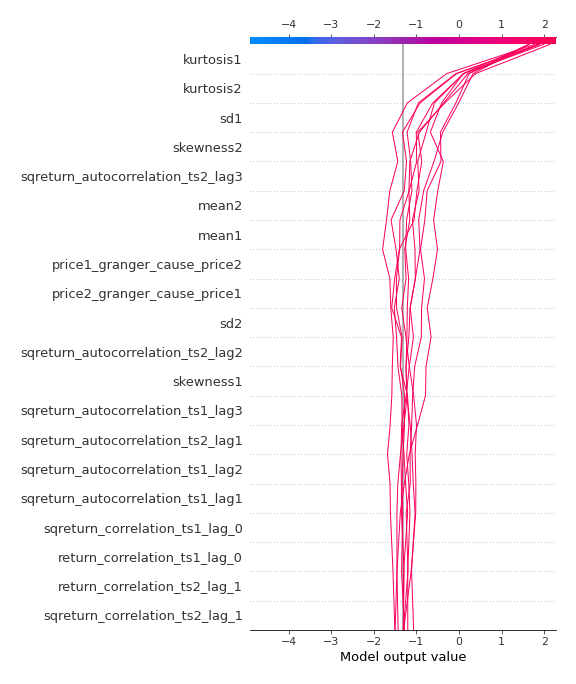 −4 −3 −2 −1 0 1 2
kurtosis1
kurtosis2
sd1
skewness2
sqreturn_autocorrelation_ts2_lag3
mean2
mean1
price1_granger_cause_price2
price2_granger_cause_price1
sd2
sqreturn_autocorrelation_ts2_lag2
skewness1
sqreturn_autocorrelation_ts1_lag3
sqreturn_autocorrelation_ts2_lag1
sqreturn_autocorrelation_ts1_lag2
sqreturn_autocorrelation_ts1_lag1
sqreturn_correlation_ts1_lag_0
return_correlation_ts1_lag_0
return_correlation_ts2_lag_1
sqreturn_correlation_ts2_lag_1
−4 −3 −2 −1 0 1 2
Model output value